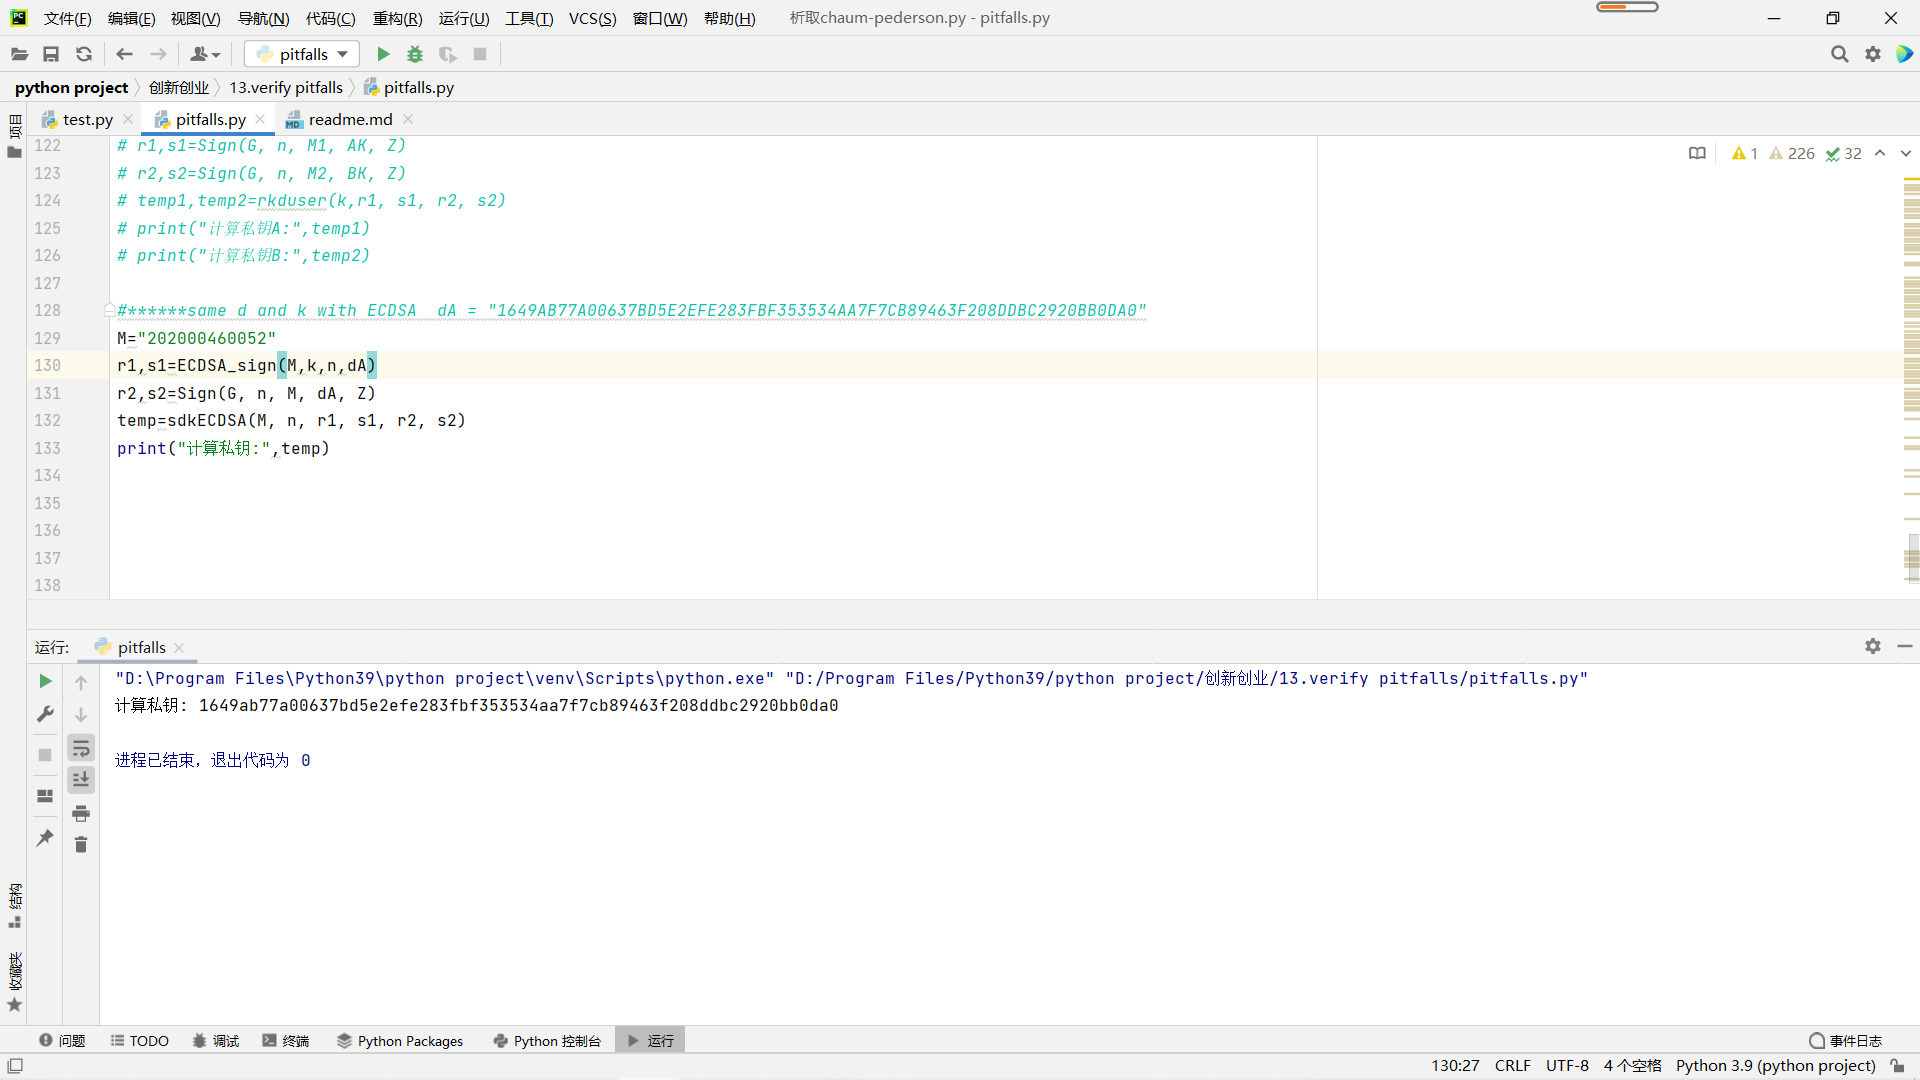 文件(F) 编辑(E) 视图(V) 导航(N) 代码(C) 重构(R) 运行(U) 工具(T) VCS(S) 窗口(W) 帮助(H) 析取chaum-pederson.py - pitfalls.py
pitfalls
python project 创新创业 13.verify pitfalls pitfalls.py
test.py pitfalls.py readme.md
项目
1 226 32
122 # r1,s1=Sign(G, n, M1, AK, Z)
123 # r2,s2=Sign(G, n, M2, BK, Z)
124 # temp1,temp2=rkduser(k,r1, s1, r2, s2)
125 # print("计算私钥A:",temp1)
126 # print("计算私钥B:",temp2)
127
128 #******same d and k with ECDSA  dA = "1649AB77A00637BD5E2EFE283FBF353534AA7F7CB89463F208DDBC2920BB0DA0"
129 M="202000460052"
130 r1,s1=ECDSA_sign(M,k,n,dA)
131 r2,s2=Sign(G, n, M, dA, Z)
132 temp=sdkECDSA(M, n, r1, s1, r2, s2)
133 print("计算私钥:",temp)
134
135
136
137
138
运行: pitfalls
"D:\Program Files\Python39\python project\venv\Scripts\python.exe" "D:/Program Files/Python39/python project/创新创业/13.verify pitfalls/pitfalls.py"
计算私钥: 1649ab77a00637bd5e2efe283fbf353534aa7f7cb89463f208ddbc2920bb0da0
进程已结束，退出代码为 0
结构
收藏夹
问题 TODO 调试 终端 Python Packages Python 控制台 运行 事件日志
130:27 CRLF UTF-8 4 个空格 Python 3.9 (python project)